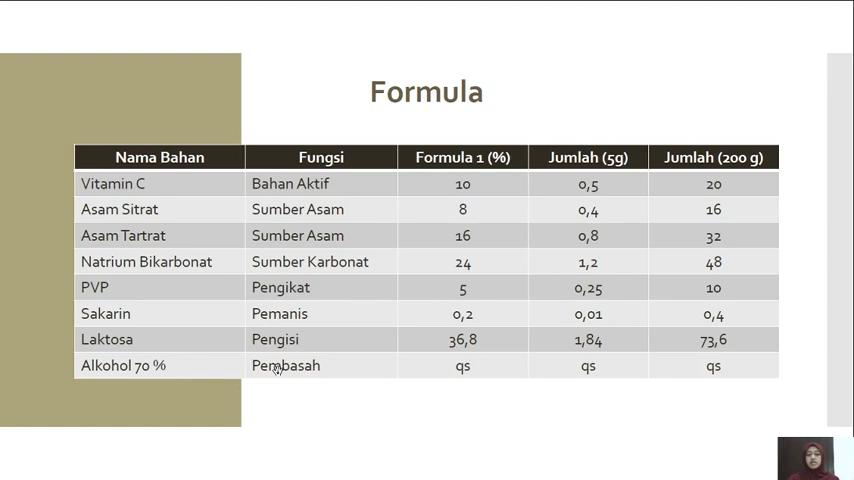 Formula
Nama Bahan Fungsi Formula 1 (%) Jumlah (5g) Jumlah (200 g)
Vitamin C Bahan Aktif 10 0,5 20
Asam Sitrat Sumber Asam 8 0,4 16
Asam Tartrat Sumber Asam 16 0,8 32
Natrium Bikarbonat Sumber Karbonat 24 1,2 48
PVP Pengikat 5 0,25 10
Sakarin Pemanis 0,2 0,01 0,4
Laktosa Pengisi 36,8 1,84 73,6
Alkohol 70 % Pembasah qs qs qs